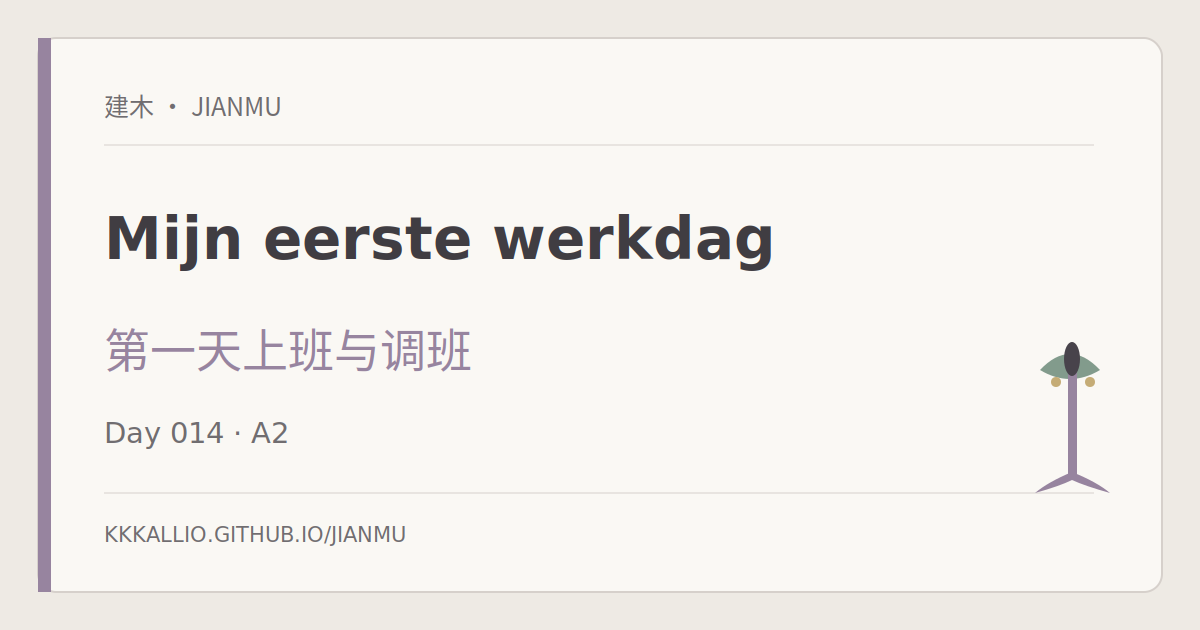 建木 · JIANMU
Mijn eerste werkdag
第一天上班与调班
Day 014 · A2
KKKALLIO.GITHUB.IO/JIANMU